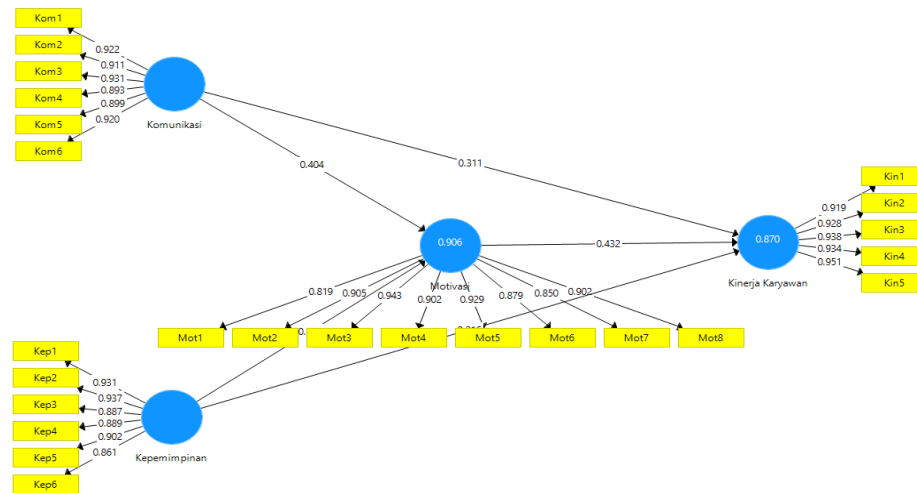 Kom1
Kom2
Kom3
Kom4
Kom5
Kom6
0.922
0.911
0.931
0.893
0.899
0.920
Komunikasi
0.404
0.311
0.906
Motivasi
0.432
0.870
Kinerja Karyawan
0.919
0.928
0.938
0.934
0.951
Kin1
Kin2
Kin3
Kin4
Kin5
0.819
0.905
0.943
0.902
0.929
0.879
0.850
0.902
Mot1
Mot2
Mot3
Mot4
Mot5
Mot6
Mot7
Mot8
Kep1
Kep2
Kep3
Kep4
Kep5
Kep6
0.931
0.937
0.887
0.889
0.902
0.861
Kepemimpinan